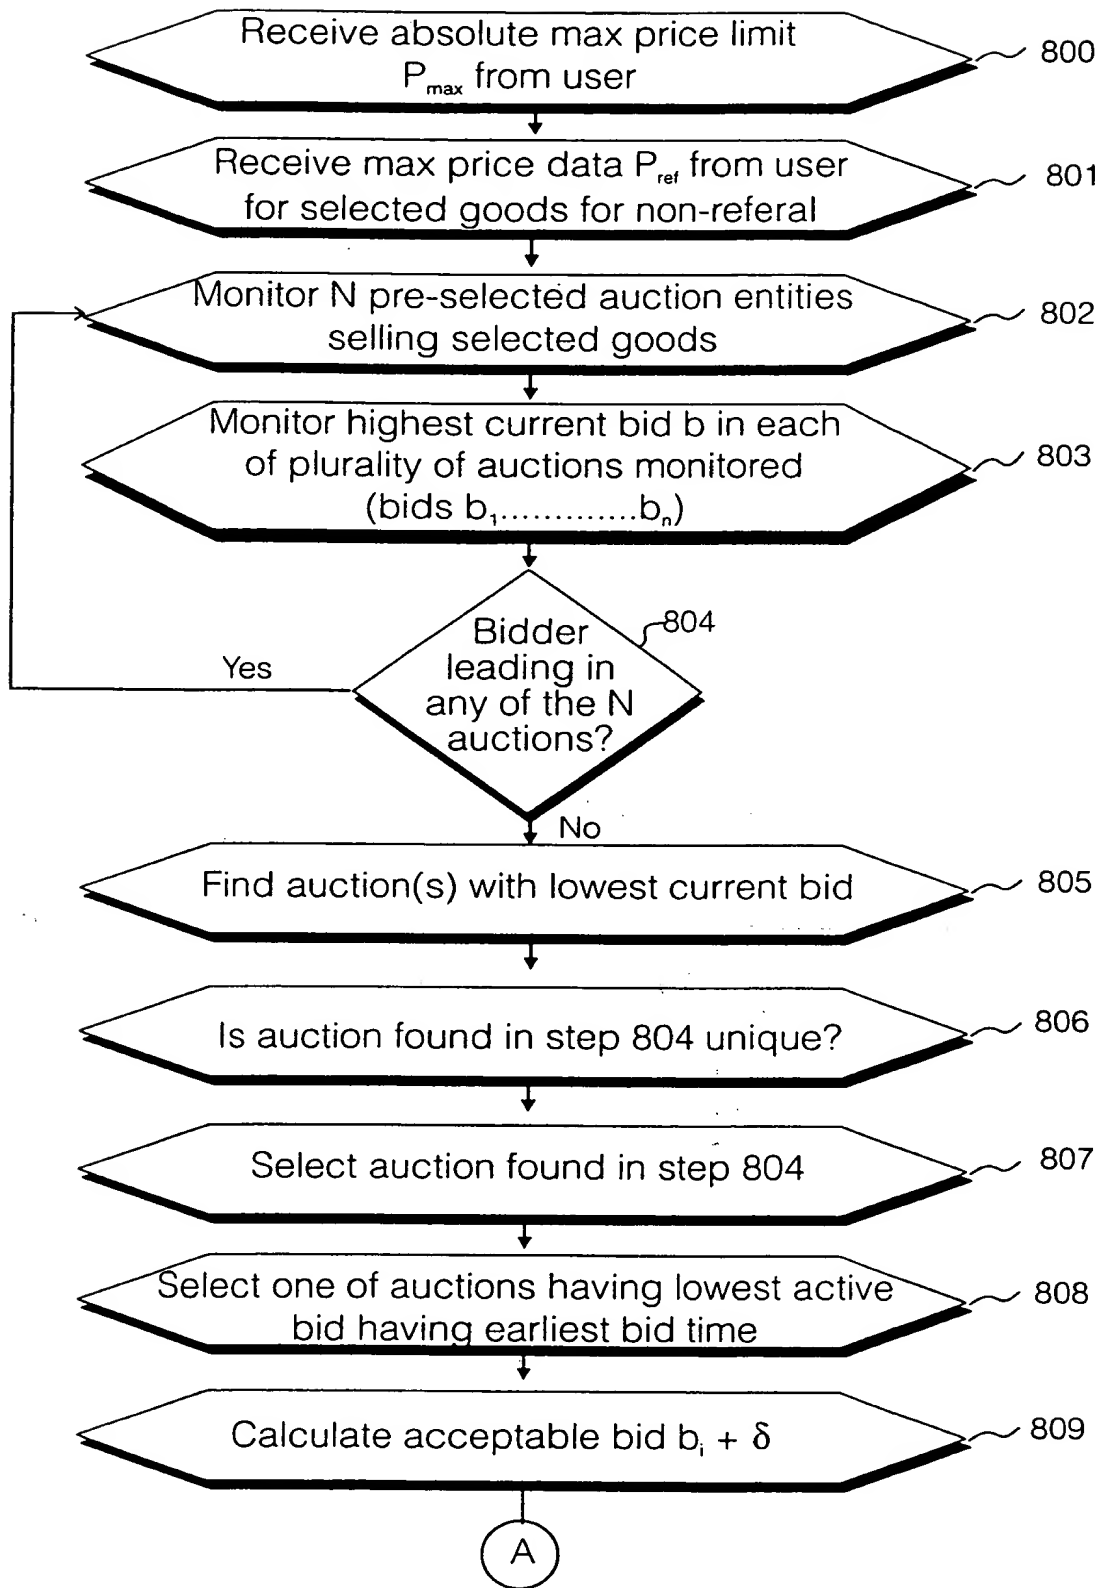 Receive absolute max price limit
Pmax from user
800
Receive max price data Pref from user
for selected goods for non-referal
801
Monitor N pre-selected auction entities
selling selected goods
802
Monitor highest current bid b in each
of plurality of auctions monitored
(bids b1.............bn)
803
Bidder
leading in
any of the N
auctions?
804
Yes
No
Find auction(s) with lowest current bid
805
Is auction found in step 804 unique?
806
Select auction found in step 804
807
Select one of auctions having lowest active
bid having earliest bid time
808
Calculate acceptable bid bi + δ
809
A